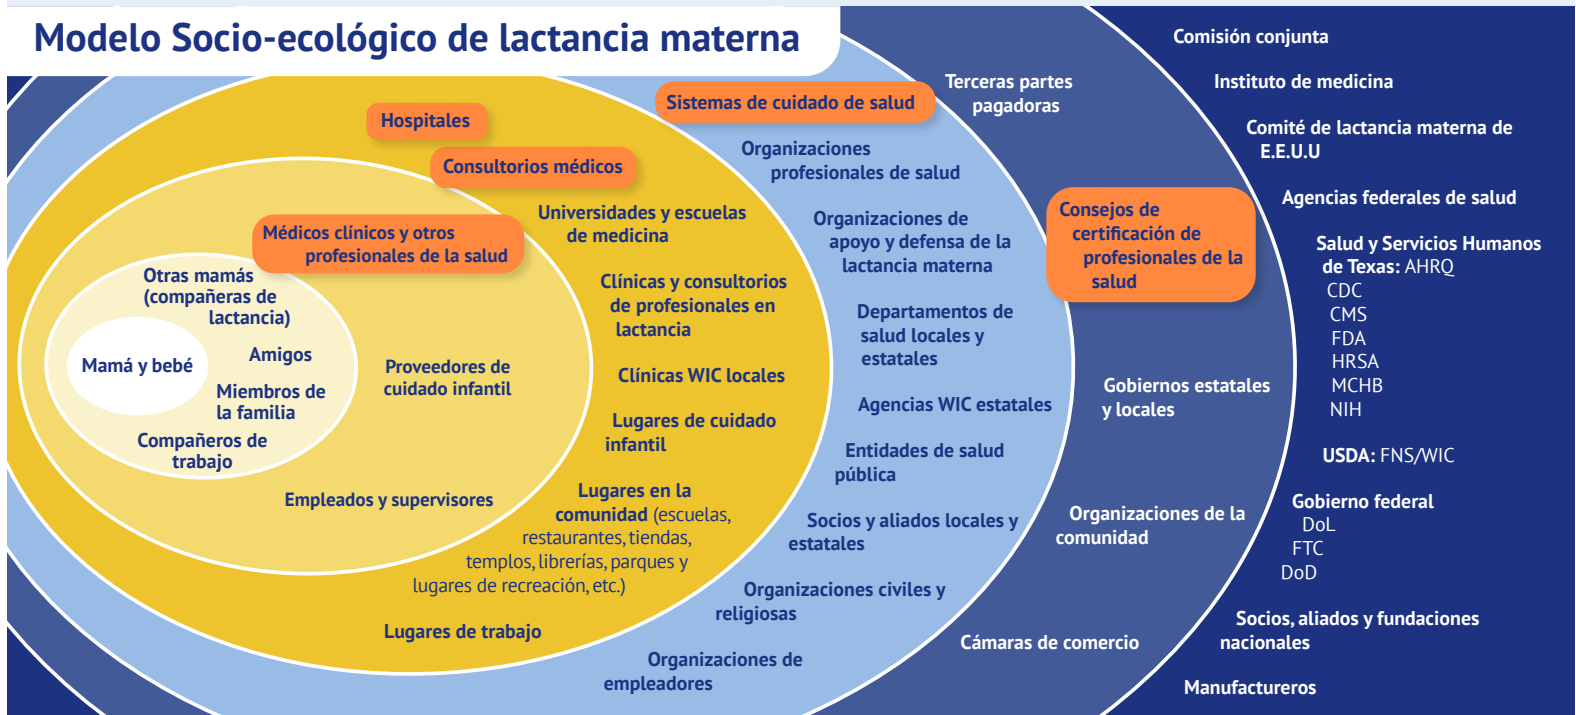 Modelo Socio-ecológico de lactancia materna
Mamá y bebé
Otras mamás
(compañeras de
lactancia)
Amigos
Miembros de
la familia
Compañeros de
trabajo
Médicos clínicos y otros
profesionales de la salud
Proveedores de
cuidado infantil
Empleados y supervisores
Hospitales
Consultorios médicos
Universidades y escuelas
de medicina
Clínicas y consultorios
de profesionales en
lactancia
Clínicas WIC locales
Lugares de cuidado
infantil
Lugares en la
comunidad (escuelas,
restaurantes, tiendas,
templos, librerías, parques y
lugares de recreación, etc.)
Lugares de trabajo
Sistemas de cuidado de salud
Organizaciones
profesionales de salud
Organizaciones de
apoyo y defensa de la
lactancia materna
Departamentos de
salud locales y
estatales
Agencias WIC estatales
Entidades de salud
pública
Socios y aliados locales y
estatales
Organizaciones civiles y
religiosas
Organizaciones de
empleadores
Terceras partes
pagadoras
Consejos de
certificación de
profesionales de la
salud
Gobiernos estatales
y locales
Organizaciones de la
comunidad
Cámaras de comercio
Comisión conjunta
Instituto de medicina
Comité de lactancia materna de
E.E.U.U
Agencias federales de salud
Salud y Servicios Humanos
de Texas: AHRQ
CDC
CMS
FDA
HRSA
MCHB
NIH
USDA: FNS/WIC
Gobierno federal
DoL
FTC
DoD
Socios, aliados y fundaciones
nacionales
Manufactureros